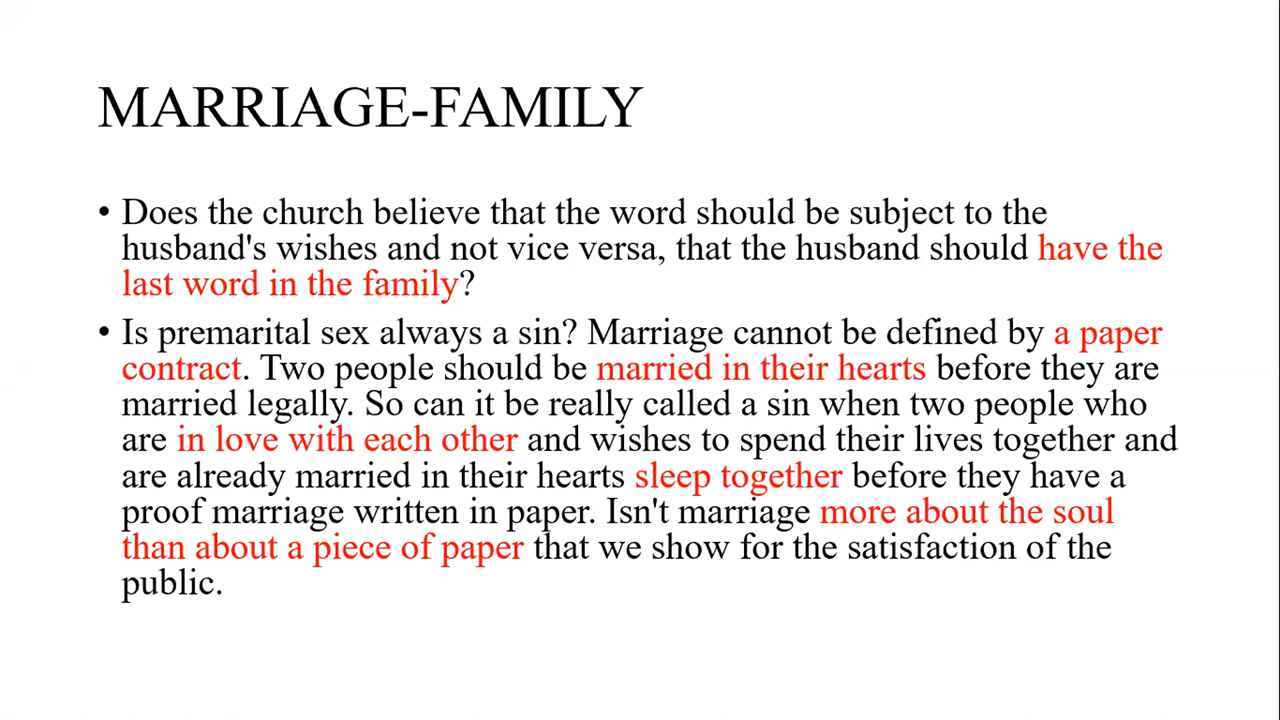 MARRIAGE-FAMILY
• Does the church believe that the word should be subject to the
husband's wishes and not vice versa, that the husband should have the
last word in the family?
• Is premarital sex always a sin? Marriage cannot be defined by a paper
contract. Two people should be married in their hearts before they are
married legally. So can it be really called a sin when two people who
are in love with each other and wishes to spend their lives together and
are already married in their hearts sleep together before they have a
proof marriage written in paper. Isn't marriage more about the soul
than about a piece of paper that we show for the satisfaction of the
public.